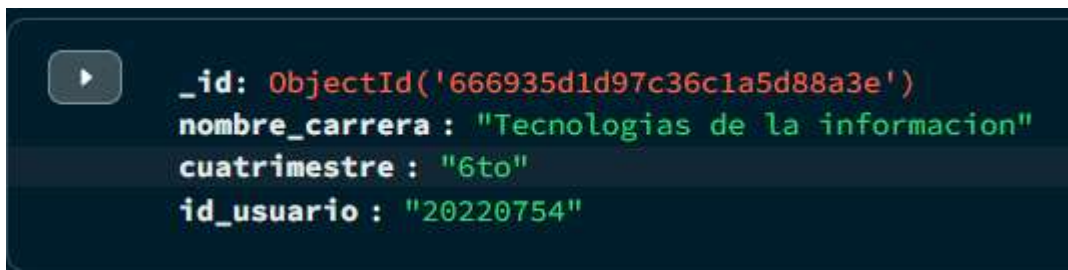 _id: ObjectId('666935d1d97c36c1a5d88a3e')
nombre_carrera : "Tecnologias de la informacion"
cuatrimestre : "6to"
id_usuario : "20220754"